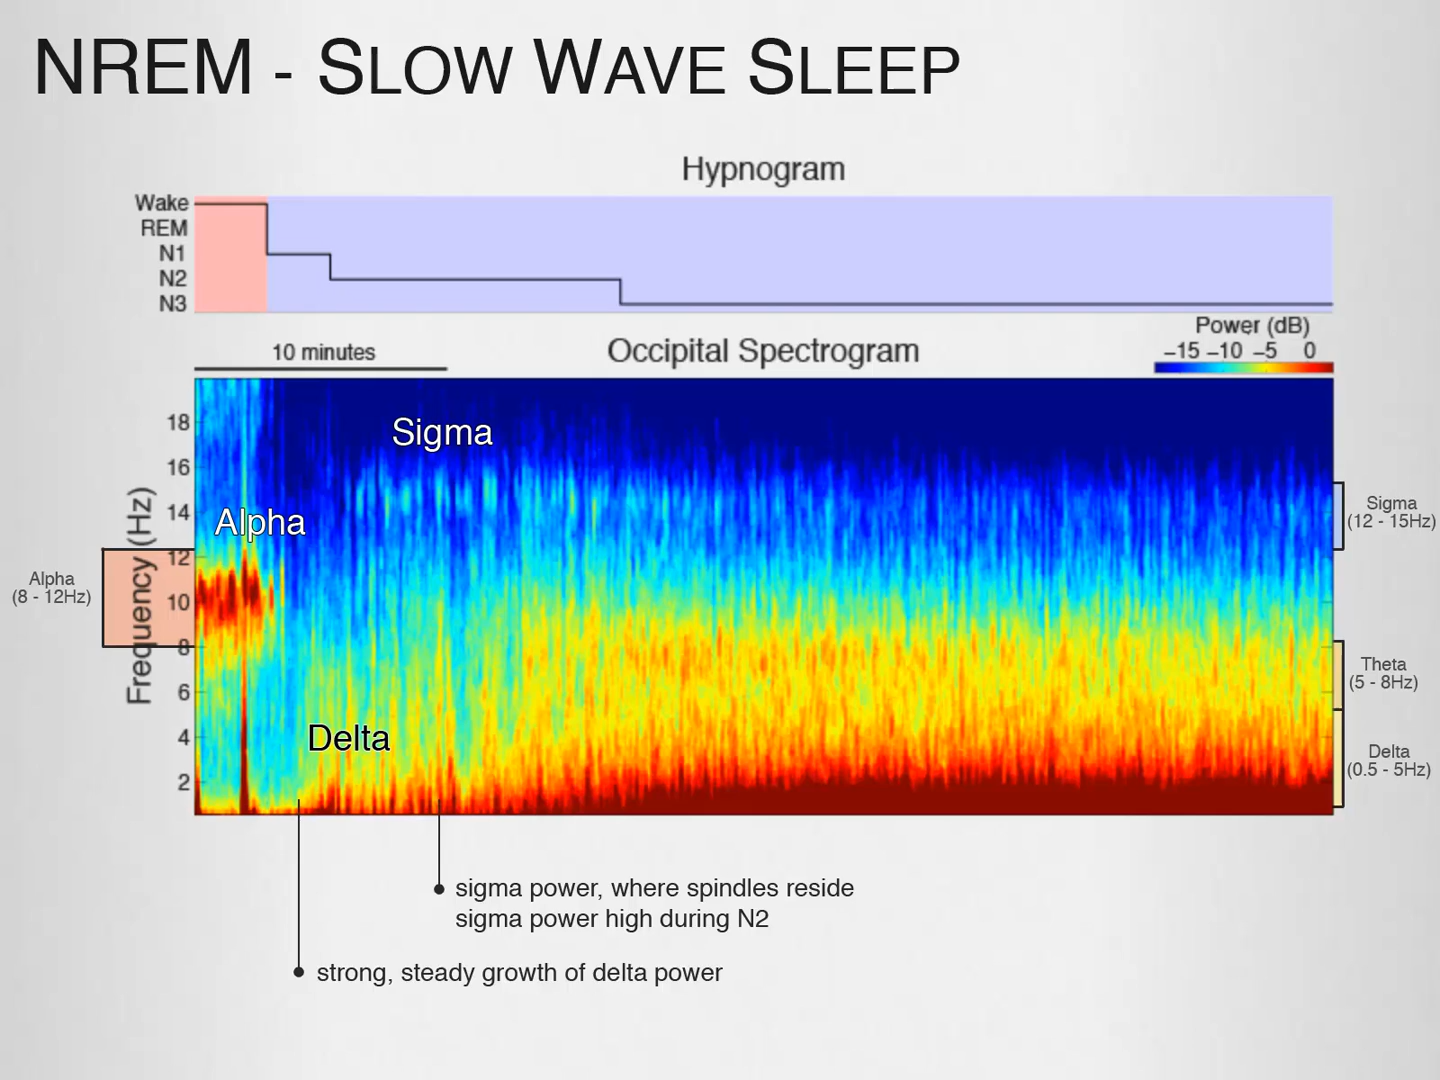 NREM - SLOW WAVE SLEEP
Hypnogram
Wake
REM
N1
N2
N3
10 minutes
Occipital Spectrogram
Power (dB)
−15 −10 −5 0
Frequency (Hz)
18
16
14
12
10
8
6
4
2
Sigma
Alpha
Delta
Alpha
(8 - 12Hz)
Sigma
(12 - 15Hz)
Theta
(5 - 8Hz)
Delta
(0.5 - 5Hz)
sigma power, where spindles reside
sigma power high during N2
strong, steady growth of delta power